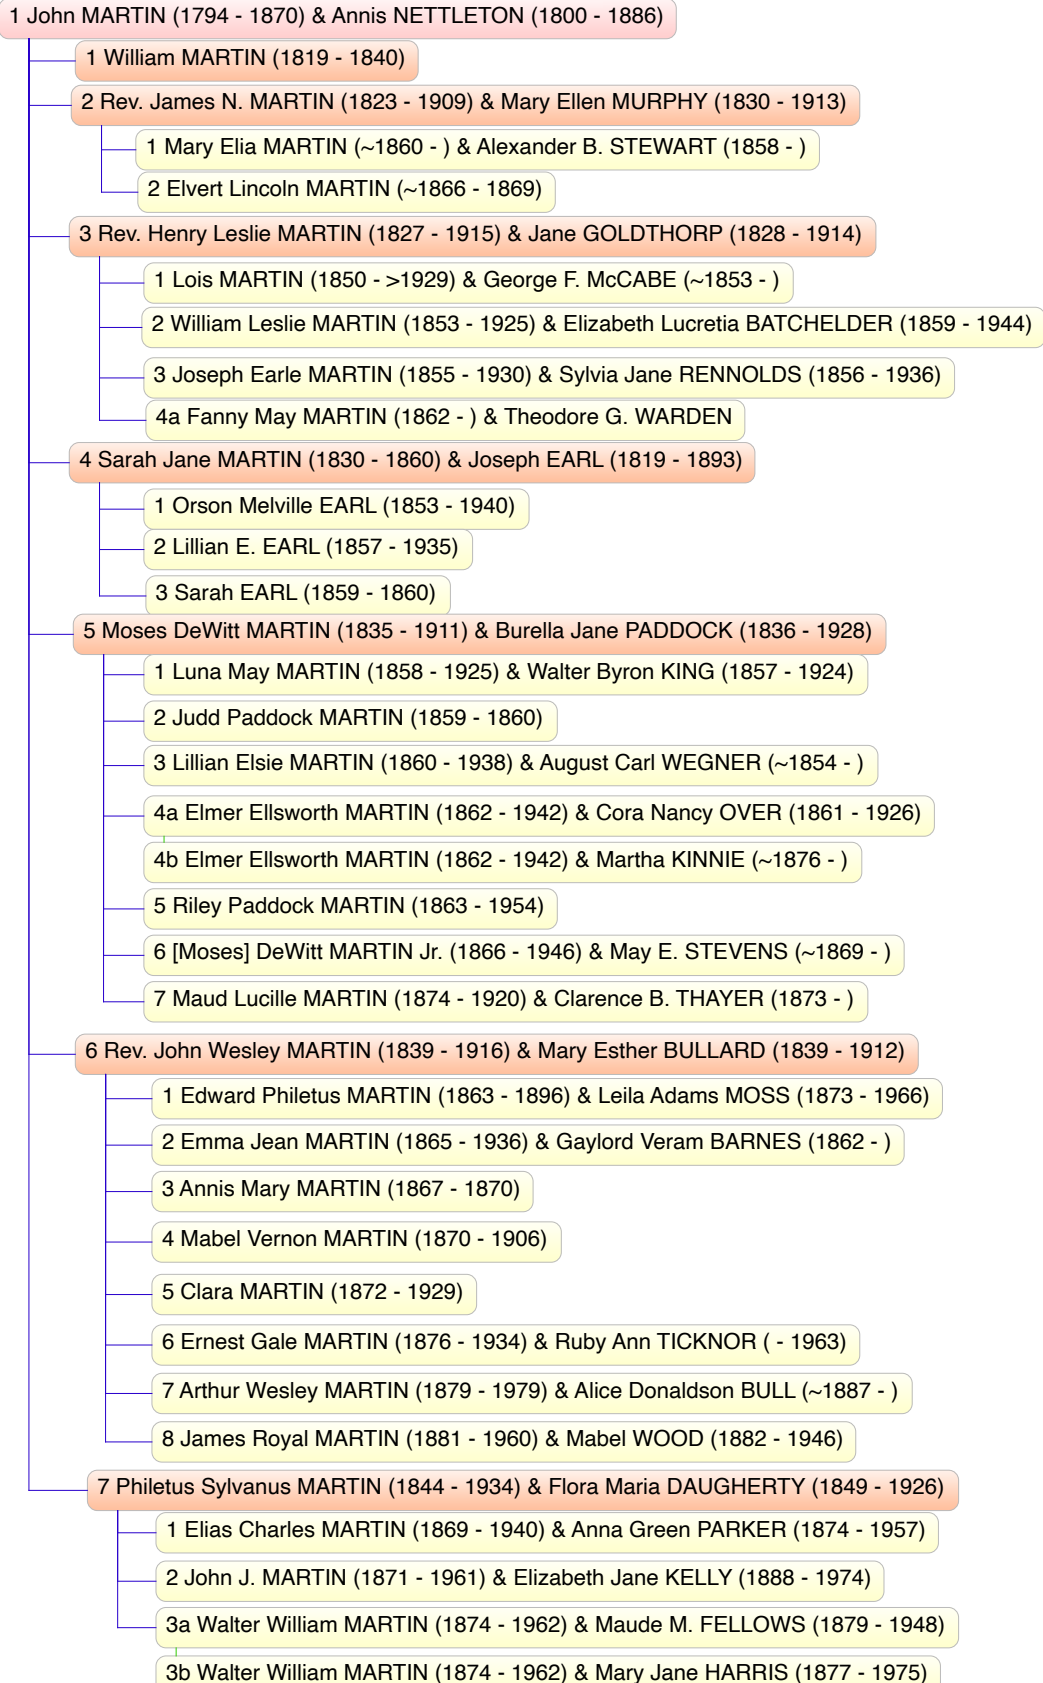 1 John MARTIN (1794 - 1870) & Annis NETTLETON (1800 - 1886)
1 William MARTIN (1819 - 1840)
2 Rev. James N. MARTIN (1823 - 1909) & Mary Ellen MURPHY (1830 - 1913)
1 Mary Elia MARTIN (~1860 - ) & Alexander B. STEWART (1858 - )
2 Elvert Lincoln MARTIN (~1866 - 1869)
3 Rev. Henry Leslie MARTIN (1827 - 1915) & Jane GOLDTHORP (1828 - 1914)
1 Lois MARTIN (1850 - >1929) & George F. McCABE (~1853 - )
2 William Leslie MARTIN (1853 - 1925) & Elizabeth Lucretia BATCHELDER (1859 - 1944)
3 Joseph Earle MARTIN (1855 - 1930) & Sylvia Jane RENNOLDS (1856 - 1936)
4a Fanny May MARTIN (1862 - ) & Theodore G. WARDEN
4 Sarah Jane MARTIN (1830 - 1860) & Joseph EARL (1819 - 1893)
1 Orson Melville EARL (1853 - 1940)
2 Lillian E. EARL (1857 - 1935)
3 Sarah EARL (1859 - 1860)
5 Moses DeWitt MARTIN (1835 - 1911) & Burella Jane PADDOCK (1836 - 1928)
1 Luna May MARTIN (1858 - 1925) & Walter Byron KING (1857 - 1924)
2 Judd Paddock MARTIN (1859 - 1860)
3 Lillian Elsie MARTIN (1860 - 1938) & August Carl WEGNER (~1854 - )
4a Elmer Ellsworth MARTIN (1862 - 1942) & Cora Nancy OVER (1861 - 1926)
4b Elmer Ellsworth MARTIN (1862 - 1942) & Martha KINNIE (~1876 - )
5 Riley Paddock MARTIN (1863 - 1954)
6 [Moses] DeWitt MARTIN Jr. (1866 - 1946) & May E. STEVENS (~1869 - )
7 Maud Lucille MARTIN (1874 - 1920) & Clarence B. THAYER (1873 - )
6 Rev. John Wesley MARTIN (1839 - 1916) & Mary Esther BULLARD (1839 - 1912)
1 Edward Philetus MARTIN (1863 - 1896) & Leila Adams MOSS (1873 - 1966)
2 Emma Jean MARTIN (1865 - 1936) & Gaylord Veram BARNES (1862 - )
3 Annis Mary MARTIN (1867 - 1870)
4 Mabel Vernon MARTIN (1870 - 1906)
5 Clara MARTIN (1872 - 1929)
6 Ernest Gale MARTIN (1876 - 1934) & Ruby Ann TICKNOR ( - 1963)
7 Arthur Wesley MARTIN (1879 - 1979) & Alice Donaldson BULL (~1887 - )
8 James Royal MARTIN (1881 - 1960) & Mabel WOOD (1882 - 1946)
7 Philetus Sylvanus MARTIN (1844 - 1934) & Flora Maria DAUGHERTY (1849 - 1926)
1 Elias Charles MARTIN (1869 - 1940) & Anna Green PARKER (1874 - 1957)
2 John J. MARTIN (1871 - 1961) & Elizabeth Jane KELLY (1888 - 1974)
3a Walter William MARTIN (1874 - 1962) & Maude M. FELLOWS (1879 - 1948)
3b Walter William MARTIN (1874 - 1962) & Mary Jane HARRIS (1877 - 1975)